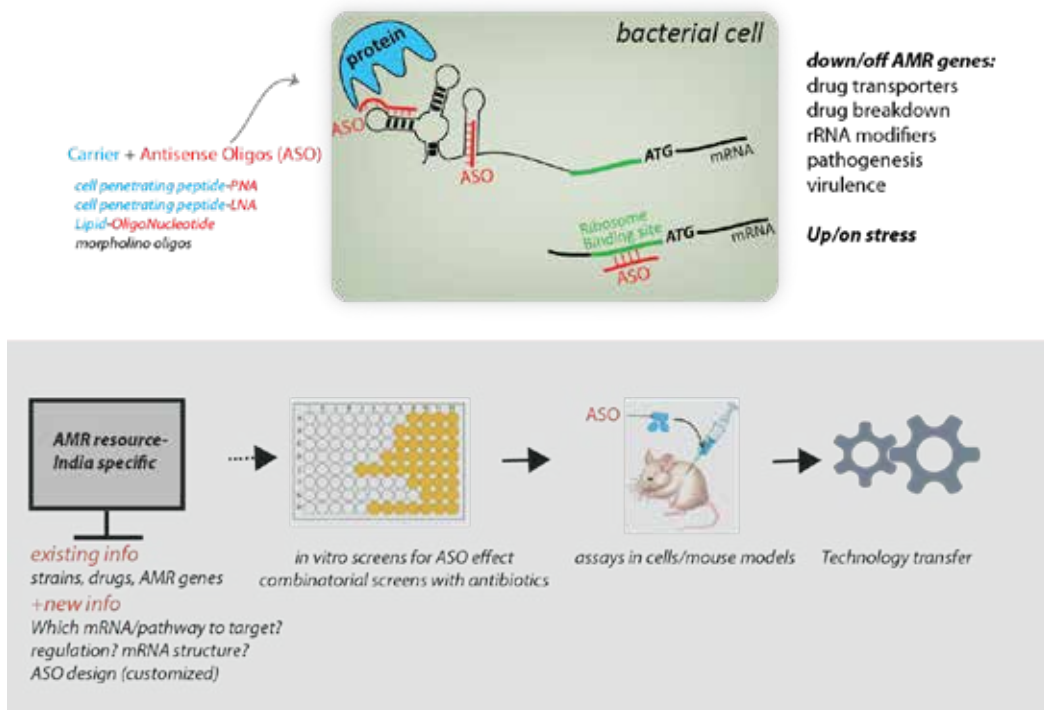 bacterial cell
protein
ASO
ASO
ATG
mRNA
Ribosome
Binding site
ATG
mRNA
ASO
Carrier + Antisense Oligos (ASO)
cell penetrating peptide-PNA
cell penetrating peptide-LNA
Lipid-OligoNucleotide
morpholino oligos
down/off AMR genes:
drug transporters
drug breakdown
rRNA modifiers
pathogenesis
virulence
Up/on stress
AMR resource-
India specific
existing info
strains, drugs, AMR genes
+new info
Which mRNA/pathway to target?
regulation? mRNA structure?
ASO design (customized)
in vitro screens for ASO effect
combinatorial screens with antibiotics
ASO
assays in cells/mouse models
Technology transfer